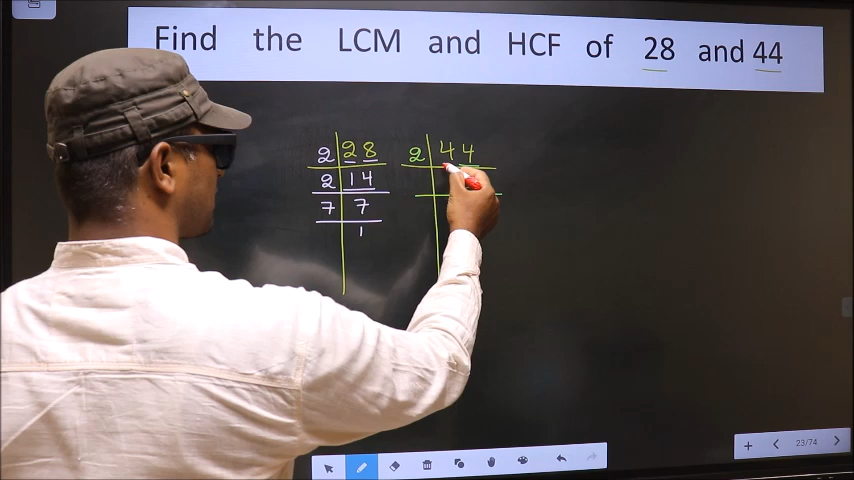 Find the LCM and HCF of 28 and 44
2 28 2 44
2 14
7 7
1
23/74